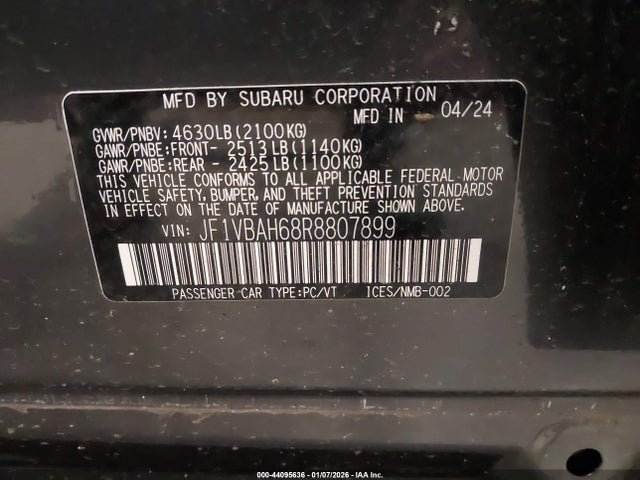 MFD BY SUBARU CORPORATION
MFD IN 04/24
GVWR/PNBV: 4630LB(2100KG)
GAWR/PNBE:FRONT- 2513LB(1140KG)
GAWR/PNBE:REAR - 2425LB(1100KG)
THIS VEHICLE CONFORMS TO ALL APPLICABLE FEDERAL MOTOR
VEHICLE SAFETY, BUMPER, AND THEFT PREVENTION STANDARDS
IN EFFECT ON THE DATE OF MANUFACTURE SHOWN ABOVE.
VIN: JF1VBAH68R8807899
PASSENGER CAR TYPE:PC/VT ICES/NMB-002
000-44095636 - 01/07/2026 - IAA Inc.